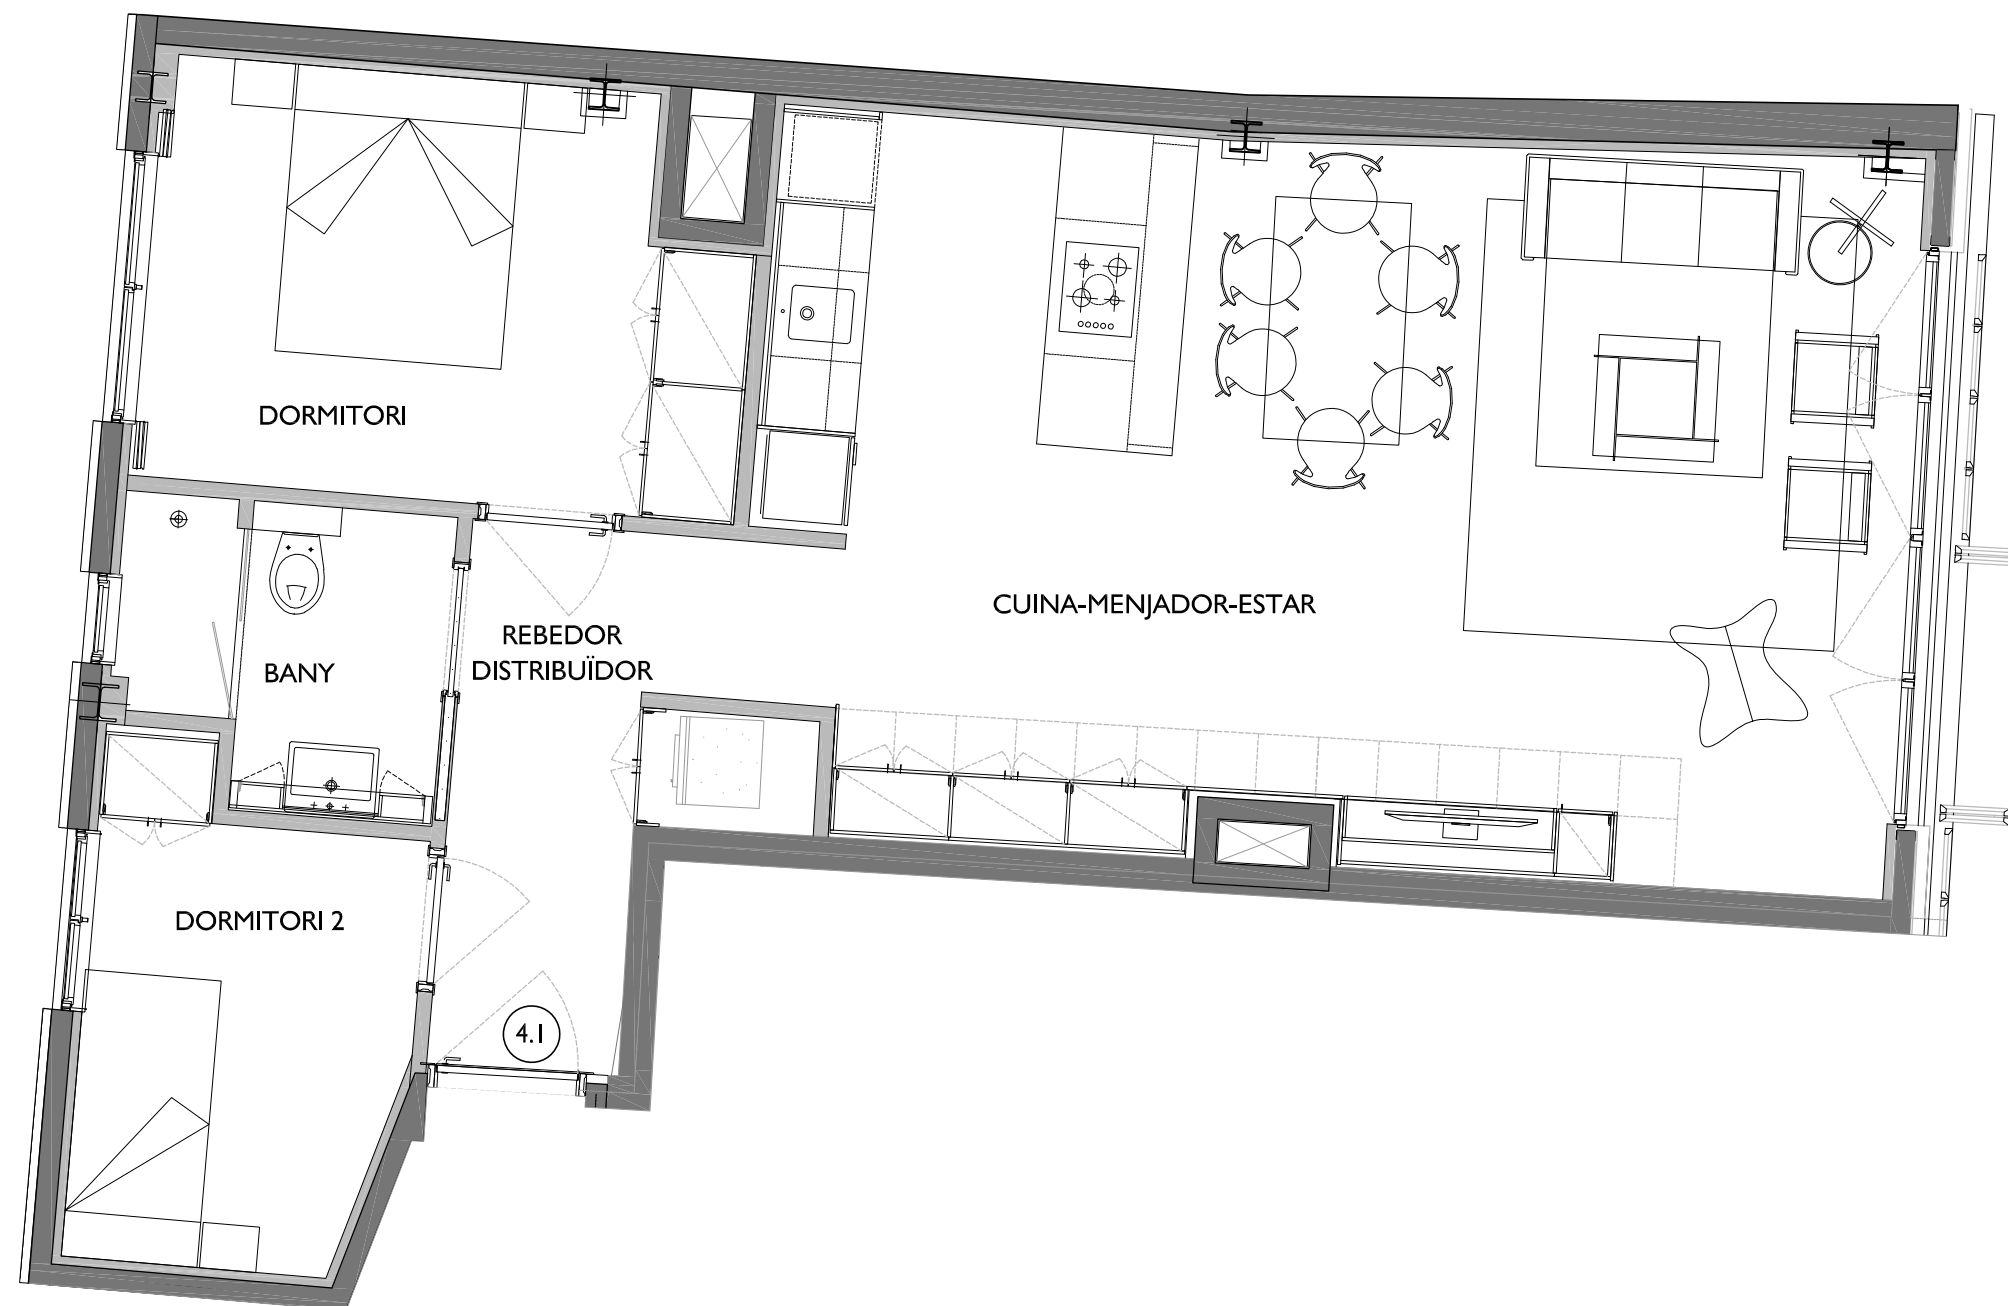 DORMITORI
CUINA-MENJADOR-ESTAR
REBEDOR
DISTRIBUÏDOR
BANY
DORMITORI 2
4.1